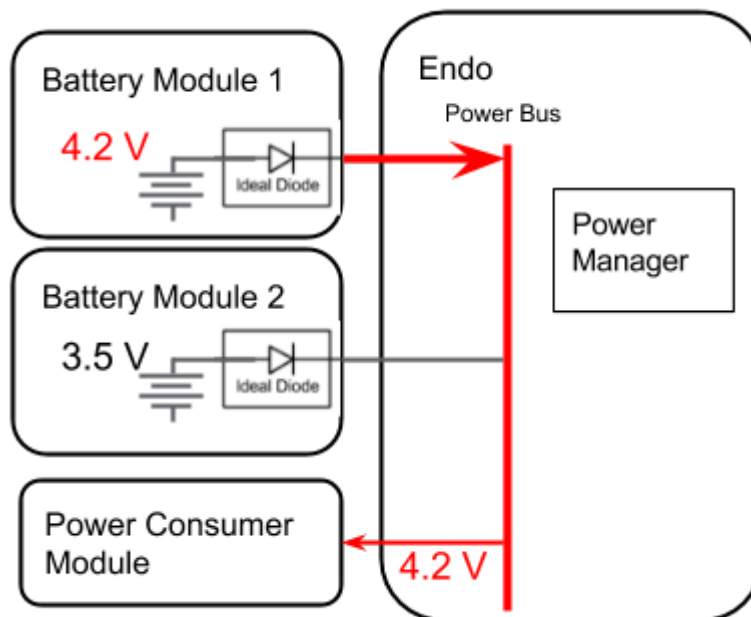 Battery Module 1
4.2 V
Ideal Diode
Battery Module 2
3.5 V
Ideal Diode
Power Consumer
Module
Endo
Power Bus
Power
Manager
4.2 V